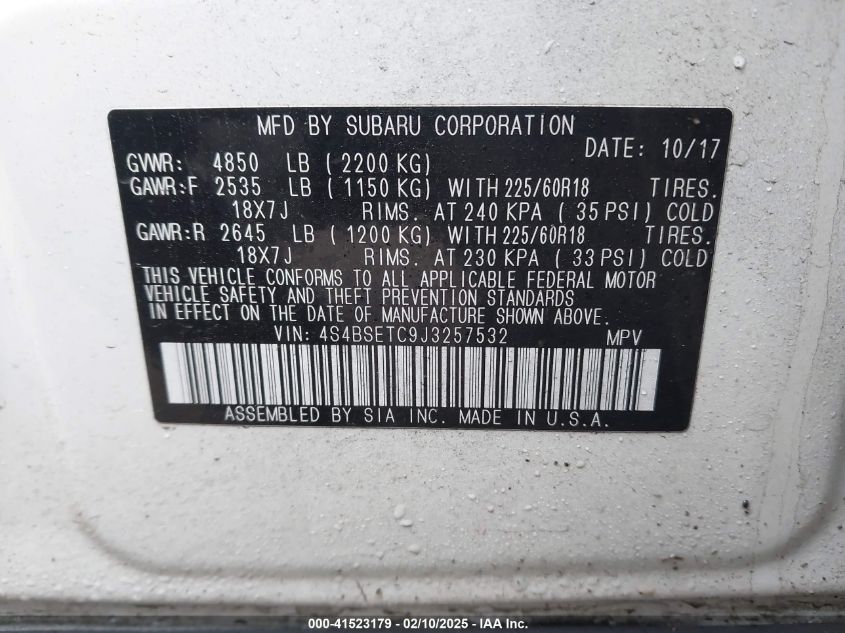 MFD BY SUBARU CORPORATION
DATE: 10/17
GVWR: 4850 LB (2200 KG)
GAWR:F 2535 LB (1150 KG) WITH 225/60R18 TIRES.
18X7J RIMS. AT 240 KPA (35 PSI) COLD
GAWR:R 2645 LB (1200 KG) WITH 225/60R18 TIRES.
18X7J RIMS. AT 230 KPA (33 PSI) COLD
THIS VEHICLE CONFORMS TO ALL APPLICABLE FEDERAL MOTOR
VEHICLE SAFETY AND THEFT PREVENTION STANDARDS
IN EFFECT ON THE DATE OF MANUFACTURE SHOWN ABOVE.
VIN: 4S4BSETC9J3257532 MPV
ASSEMBLED BY SIA INC. MADE IN U.S.A.
000-41523179 – 02/10/2025 – IAA, Inc.